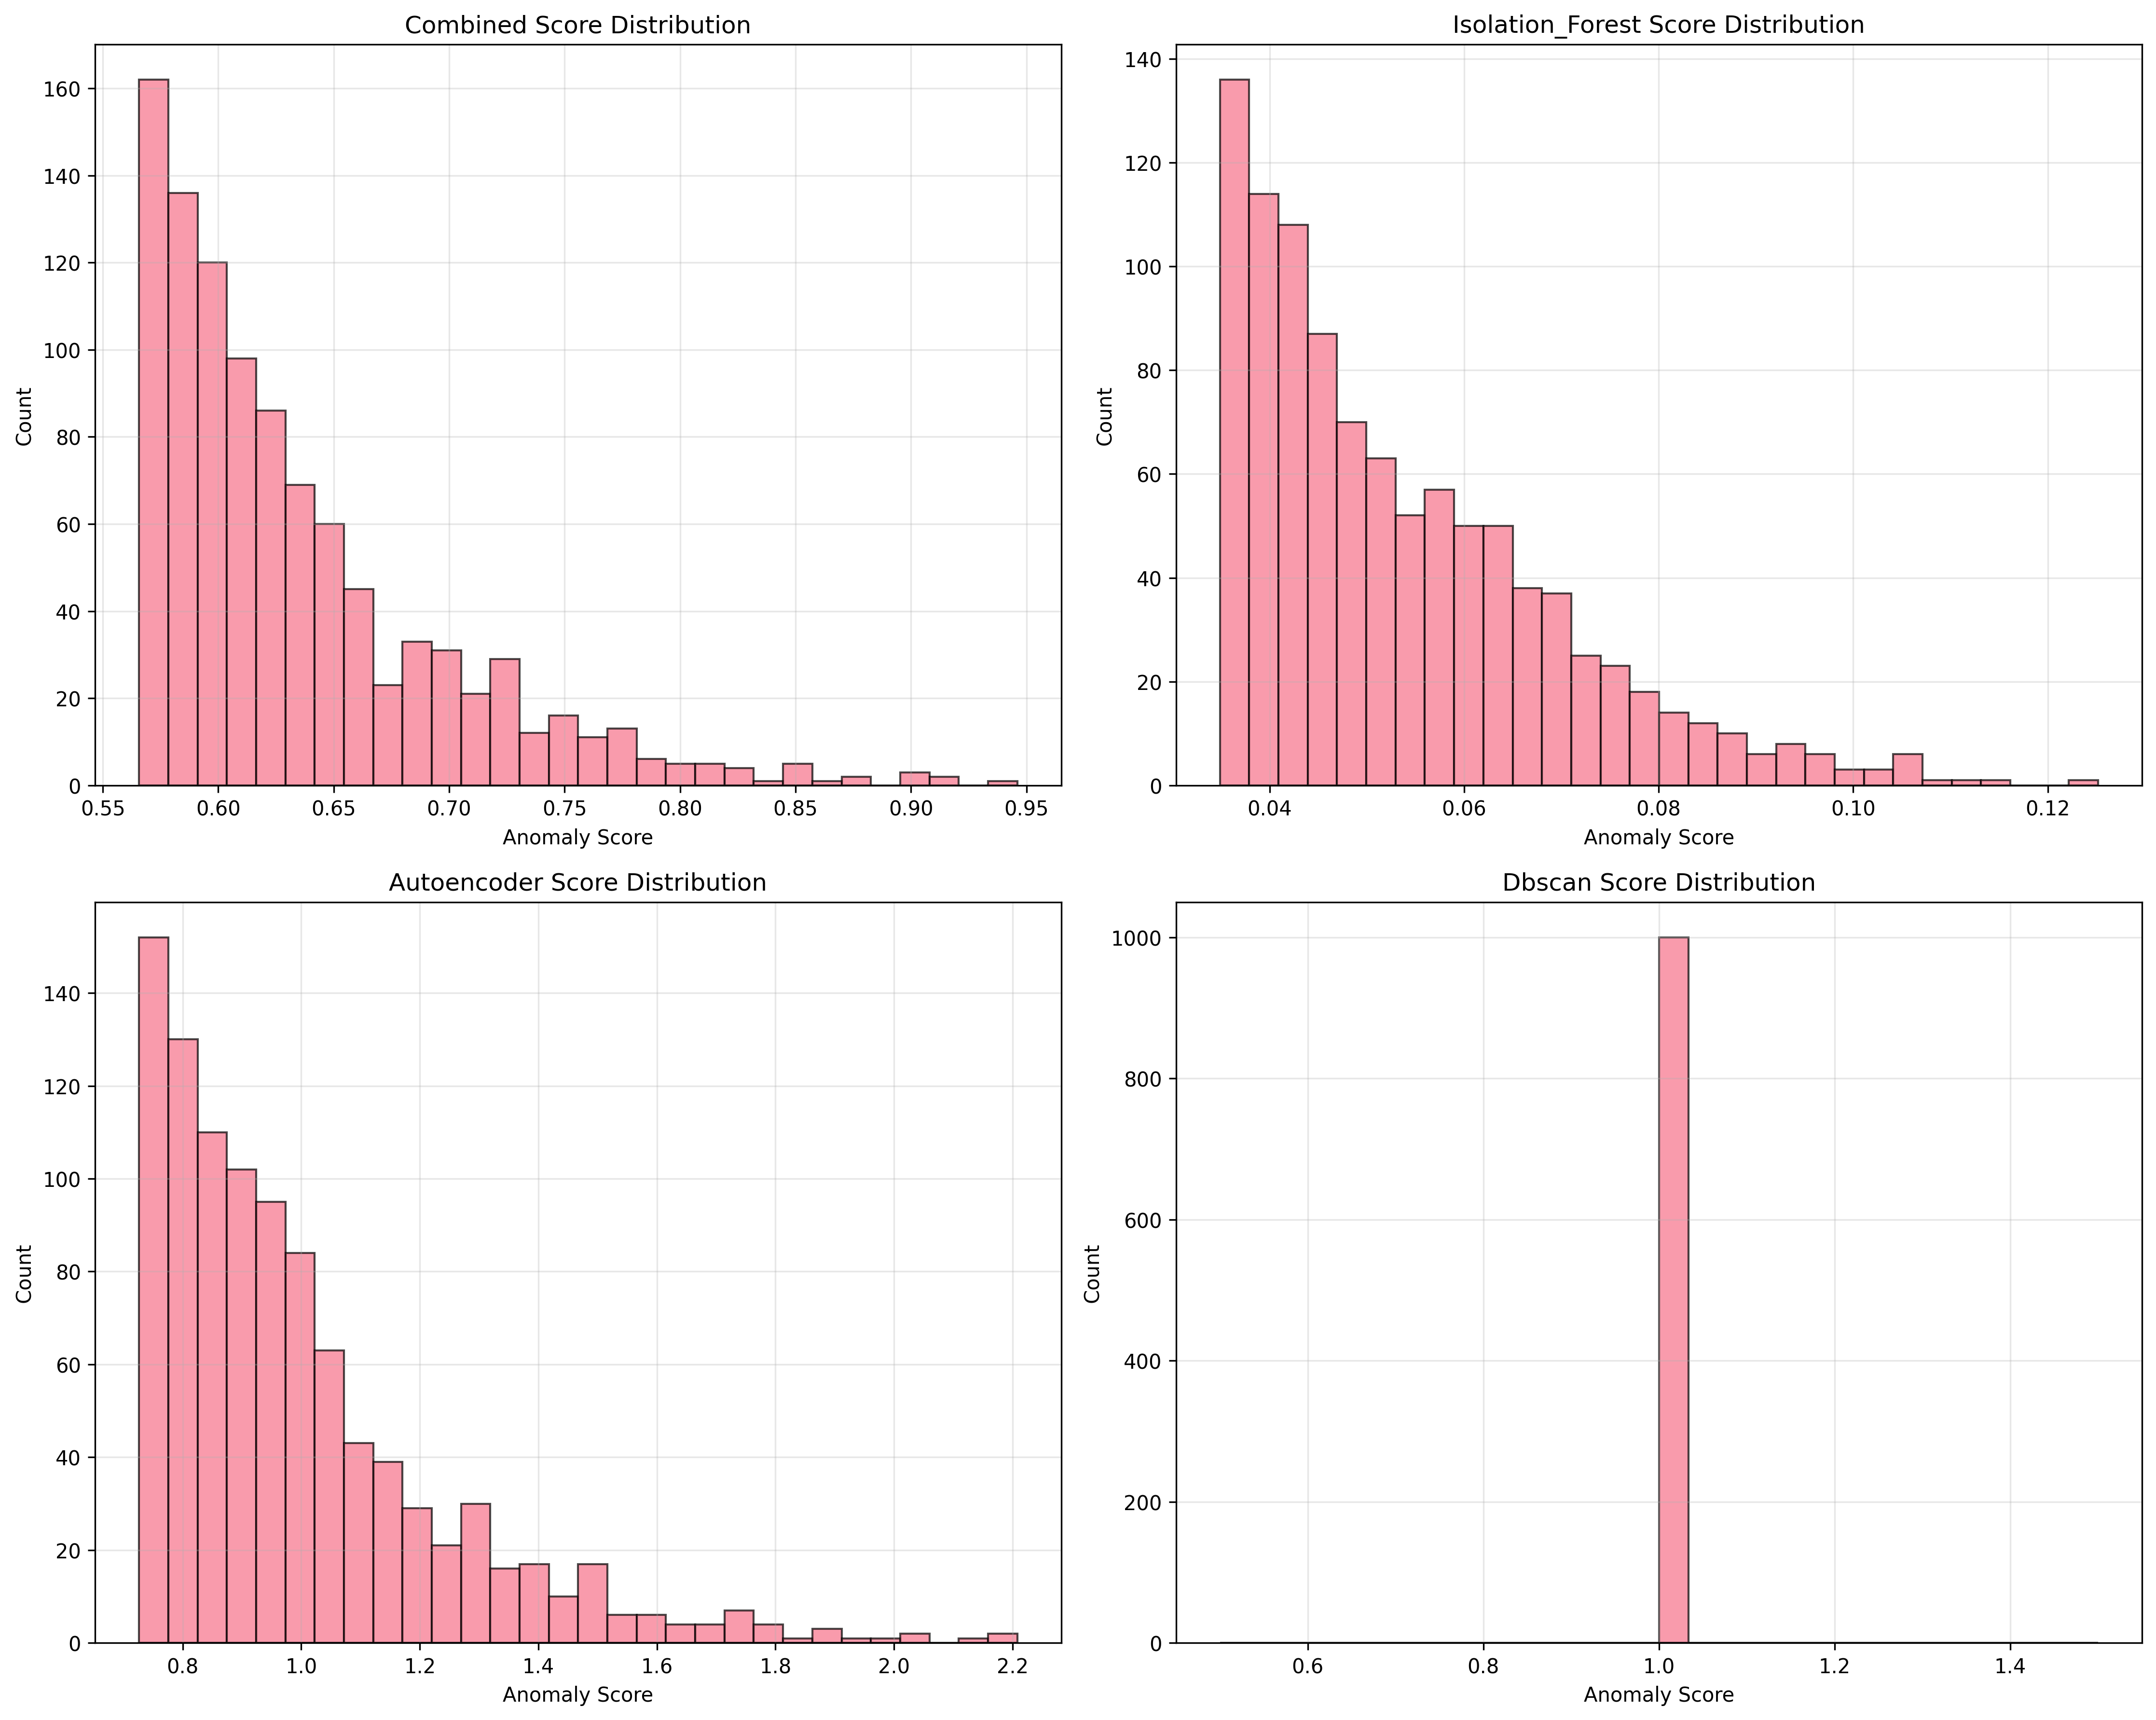 Combined Score Distribution
Count
160
140
120
100
80
60
40
20
0
0.55 0.60 0.65 0.70 0.75 0.80 0.85 0.90 0.95
Anomaly Score
Isolation_Forest Score Distribution
Count
140
120
100
80
60
40
20
0
0.04 0.06 0.08 0.10 0.12
Anomaly Score
Autoencoder Score Distribution
Count
140
120
100
80
60
40
20
0
0.8 1.0 1.2 1.4 1.6 1.8 2.0 2.2
Anomaly Score
Dbscan Score Distribution
Count
1000
800
600
400
200
0
0.6 0.8 1.0 1.2 1.4
Anomaly Score